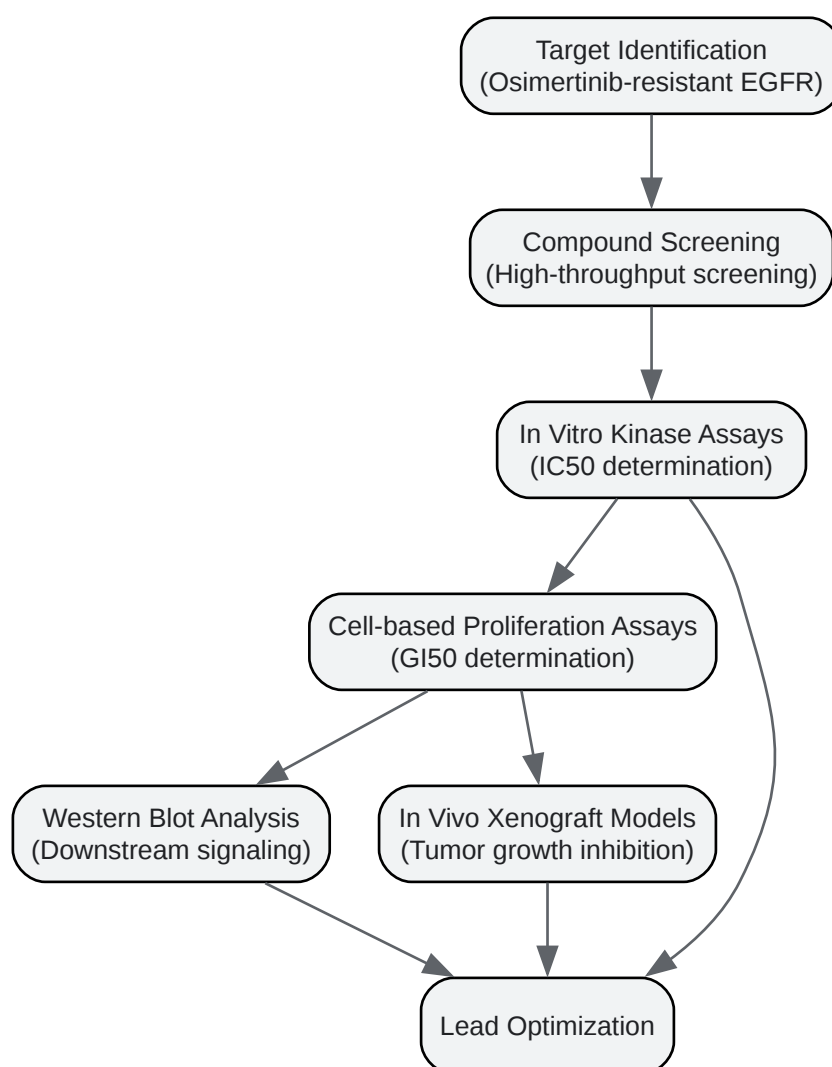 Target Identification
(Osimertinib-resistant EGFR)
Compound Screening
(High-throughput screening)
In Vitro Kinase Assays
(IC50 determination)
Cell-based Proliferation Assays
(GI50 determination)
Western Blot Analysis
(Downstream signaling)
In Vivo Xenograft Models
(Tumor growth inhibition)
Lead Optimization